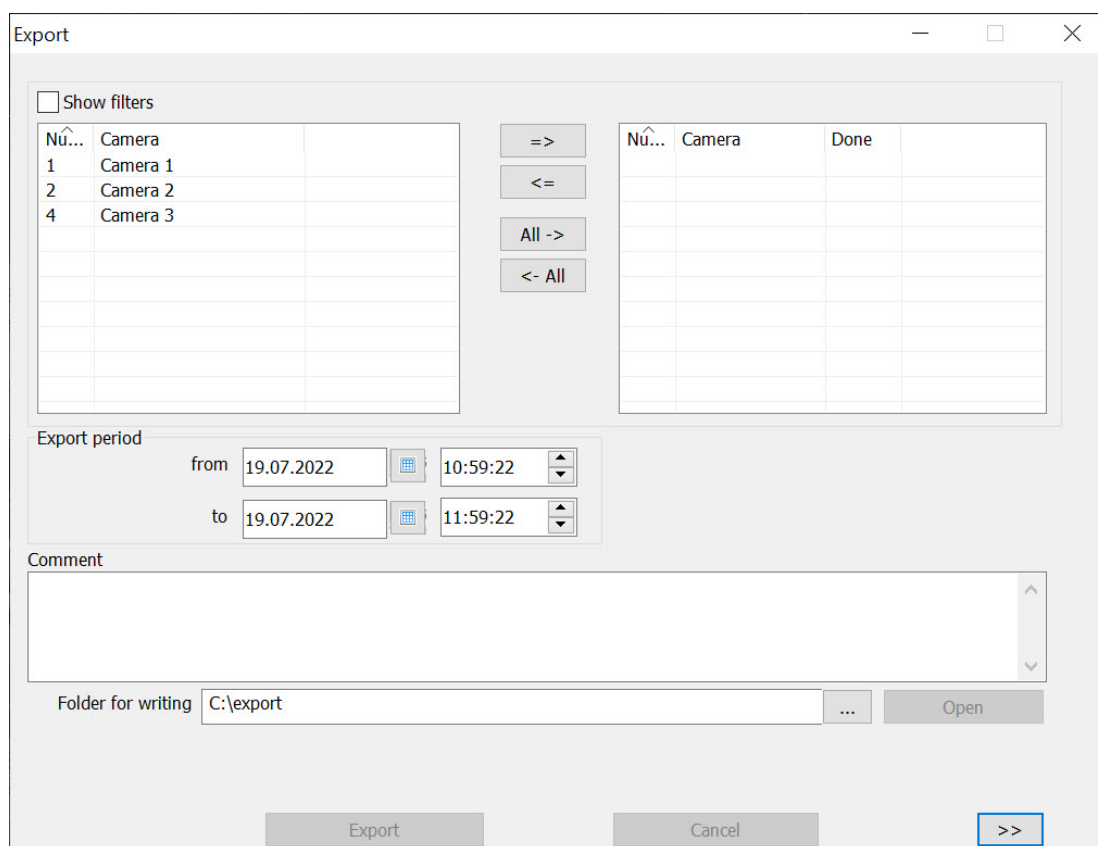 Export
Show filters
Nu... Camera
1 Camera 1
2 Camera 2
4 Camera 3
=>
<=
All ->
<- All
Nu... Camera Done
Export period
from 19.07.2022 10:59:22
to 19.07.2022 11:59:22
Comment
Folder for writing C:\export ... Open
Export Cancel >>